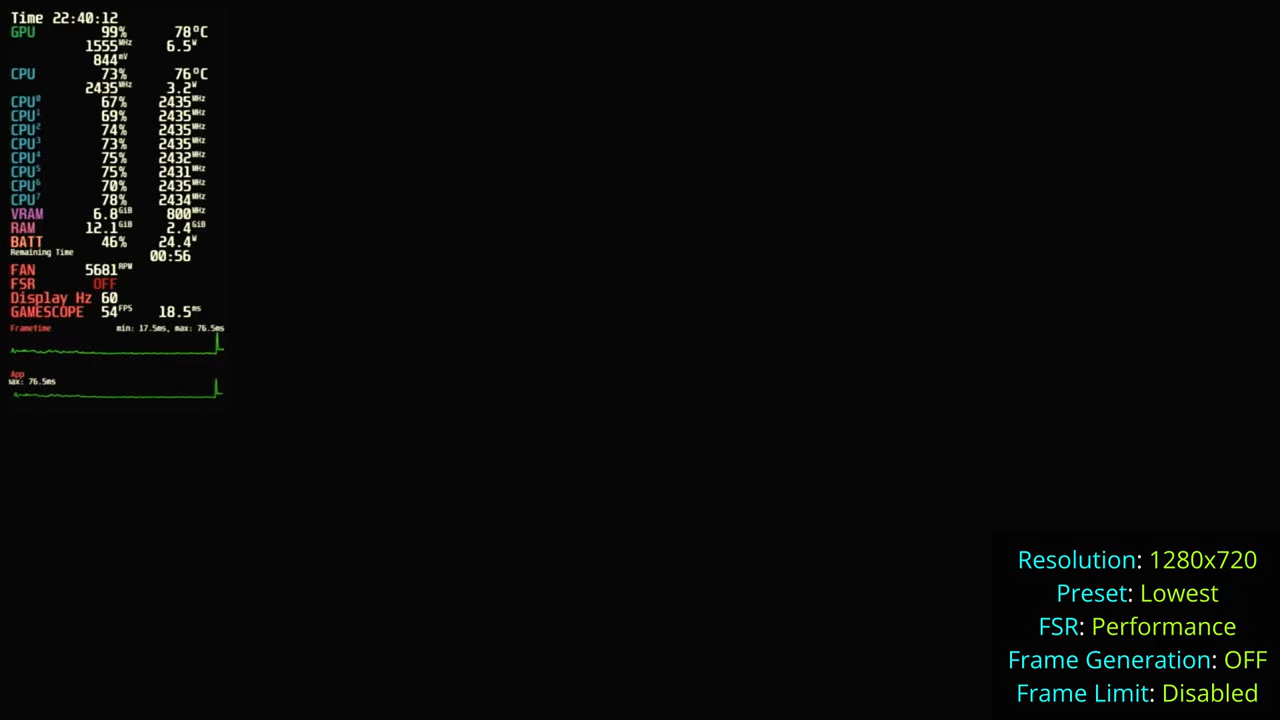 Time 22:40:12
GPU 99% 78°C
1555MHz 6.5W
844mV
CPU 73% 76°C
2435MHz 3.2W
CPU0 67% 2435MHz
CPU1 69% 2435MHz
CPU2 74% 2435MHz
CPU3 73% 2435MHz
CPU4 75% 2432MHz
CPU5 75% 2431MHz
CPU6 70% 2435MHz
CPU7 78% 2434MHz
VRAM 6.8GiB 800MHz
RAM 12.1GiB 2.4GiB
BATT 46% 24.4W
Remaining Time 00:56
FAN 5681RPM
FSR OFF
Display Hz 60
GAMESCOPE 54FPS 18.5ms
Frametime min: 17.5ms, max: 76.5ms
App
max: 76.5ms
Resolution: 1280x720
Preset: Lowest
FSR: Performance
Frame Generation: OFF
Frame Limit: Disabled